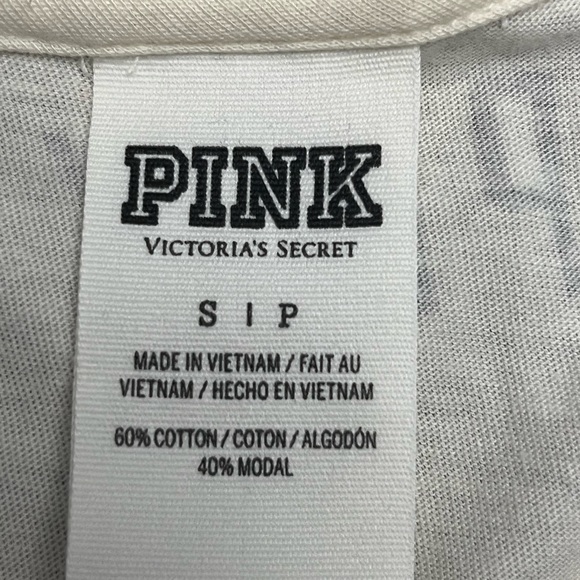 PINK
VICTORIA'S SECRET
S | P
MADE IN VIETNAM / FAIT AU
VIETNAM / HECHO EN VIETNAM
60% COTTON / COTON / ALGODÓN
40% MODAL